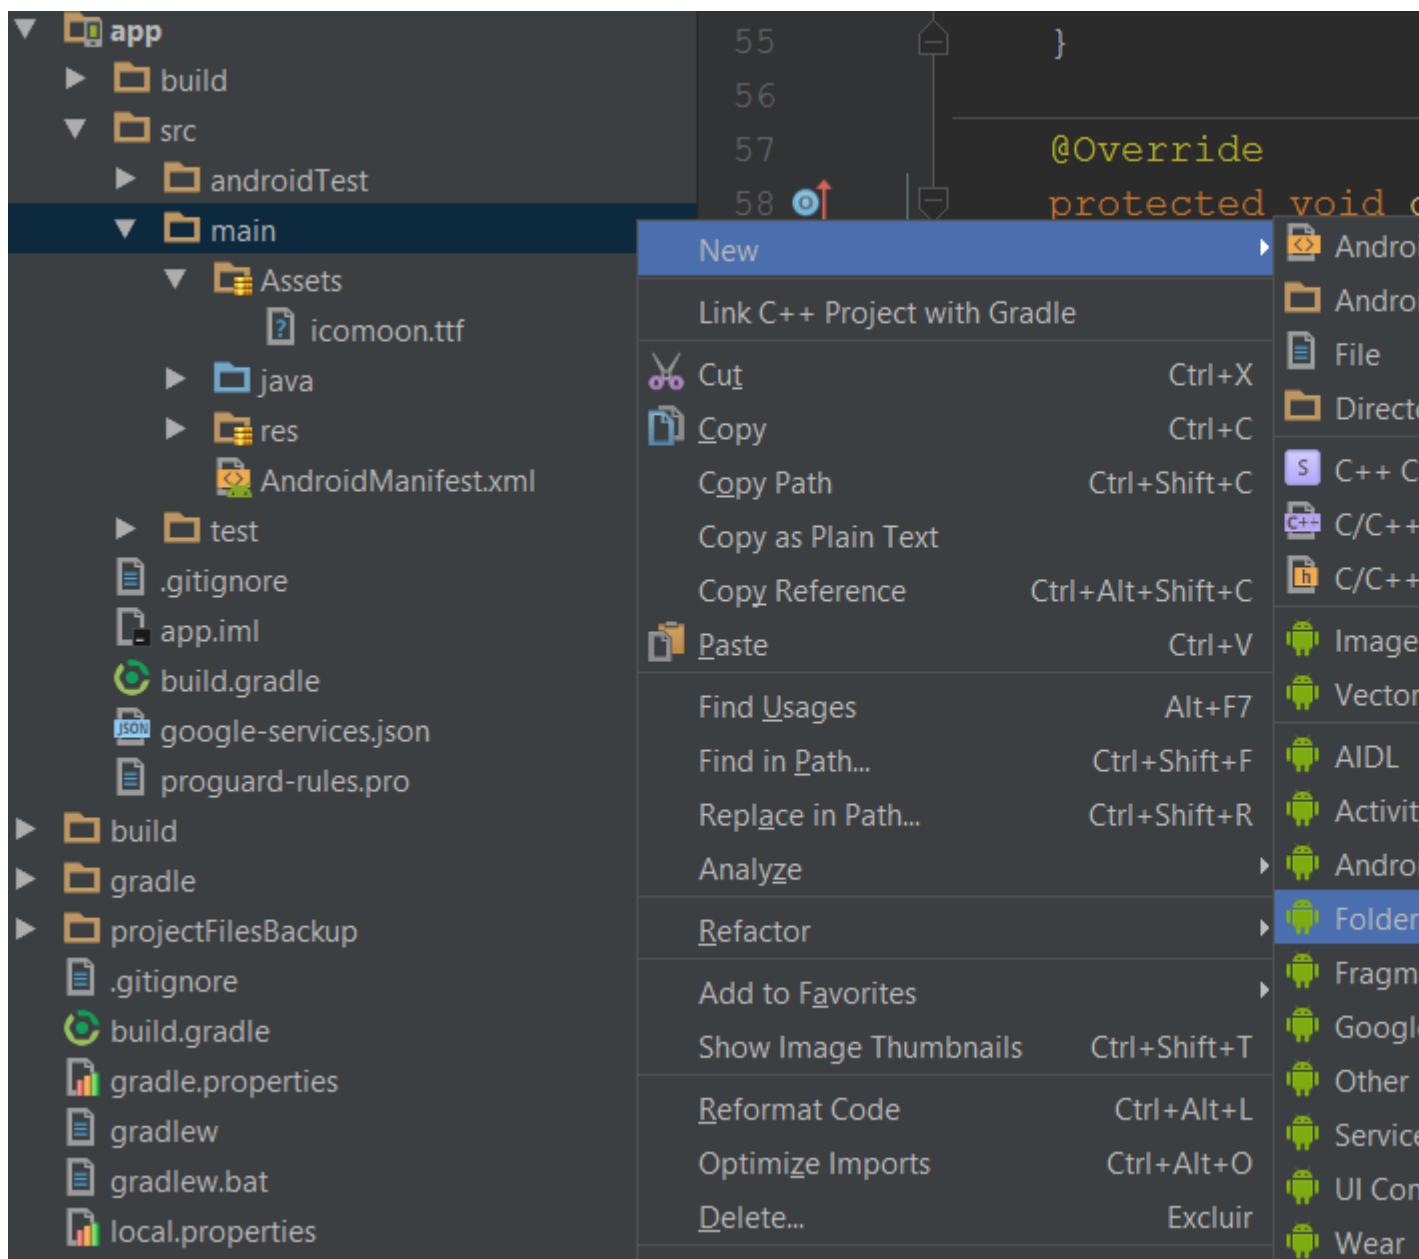 app
build
src
androidTest
main
Assets
icomoon.ttf
java
res
AndroidManifest.xml
test
.gitignore
app.iml
build.gradle
google-services.json
proguard-rules.pro
build
gradle
projectFilesBackup
.gitignore
build.gradle
gradle.properties
gradlew
gradlew.bat
local.properties
55 }
56
57 @Override
58 protected void
New
Link C++ Project with Gradle
Cut Ctrl+X
Copy Ctrl+C
Copy Path Ctrl+Shift+C
Copy as Plain Text
Copy Reference Ctrl+Alt+Shift+C
Paste Ctrl+V
Find Usages Alt+F7
Find in Path... Ctrl+Shift+F
Replace in Path... Ctrl+Shift+R
Analyze
Refactor
Add to Favorites
Show Image Thumbnails Ctrl+Shift+T
Reformat Code Ctrl+Alt+L
Optimize Imports Ctrl+Alt+O
Delete... Excluir
File
C++ C
C/C++
C/C++
Image
Vector
AIDL
Folder
Other
Service
UI
Wear